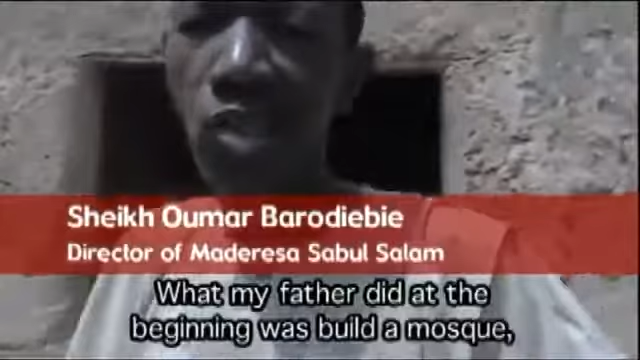 Sheikh Oumar Barodiebie
Director of Maderesa Sabul Salam
What my father did at the
beginning was build a mosque,